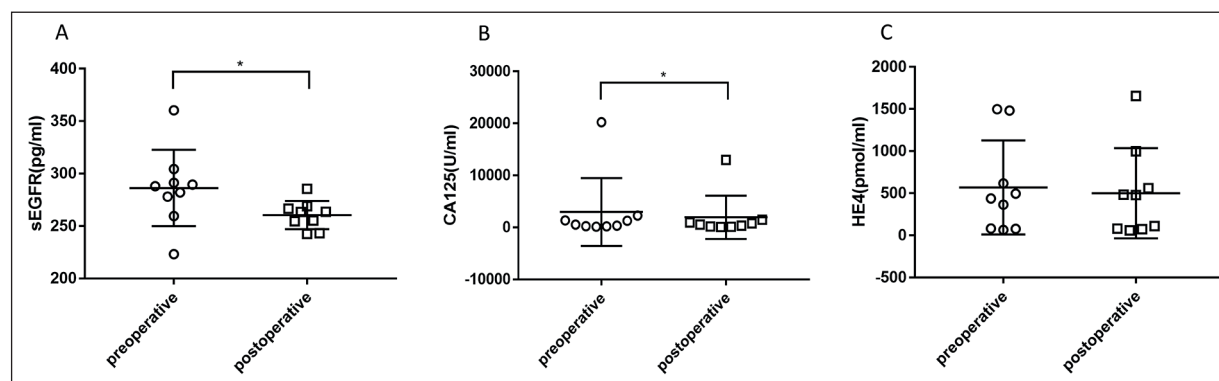 A
sEGFR(pg/ml)
400
350
300
250
200
*
preoperative
postoperative
B
CA125(U/ml)
30000
20000
10000
0
-10000
*
preoperative
postoperative
C
HE4(pmol/ml)
2000
1500
1000
500
0
-500
preoperative
postoperative